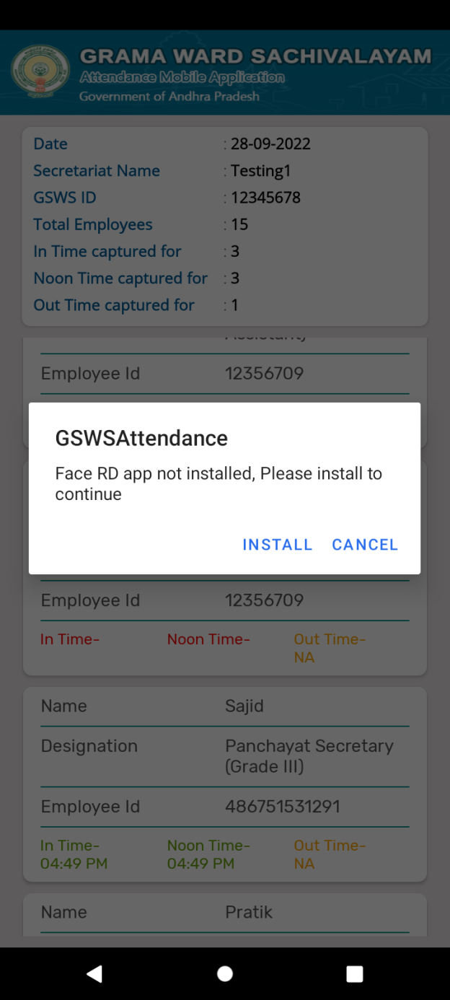 GRAMA WARD SACHIVALAYAM
Attendance Mobile Application
Government of Andhra Pradesh
Date : 28-09-2022
Secretariat Name : Testing1
GSWS ID : 12345678
Total Employees : 15
In Time captured for : 3
Noon Time captured for : 3
Out Time captured for : 1
Employee Id 12356709
GSWSAttendance
Face RD app not installed, Please install to
continue
INSTALL CANCEL
Employee Id 12356709
In Time- Noon Time- Out Time-
NA
Name Sajid
Designation Panchayat Secretary
(Grade III)
Employee Id 486751531291
In Time- Noon Time- Out Time-
04:49 PM 04:49 PM NA
Name Pratik